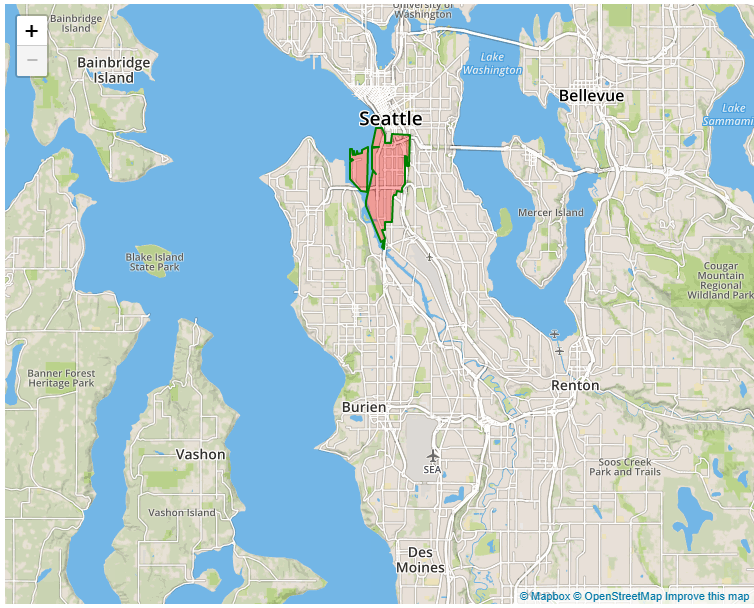 University of
Washington
Bainbridge
Island
+
−
Bainbridge
Island
Lake
Washington
Bellevue
Lake
Sammami
Seattle
Mercer Island
Blake Island
State Park
Cougar
Mountain
Regional
Wildland Park
Banner Forest
Heritage Park
Renton
Burien
Vashon
SEA
Soos Creek
Park and Trails
Vashon Island
Des
Moines
© Mapbox © OpenStreetMap Improve this map